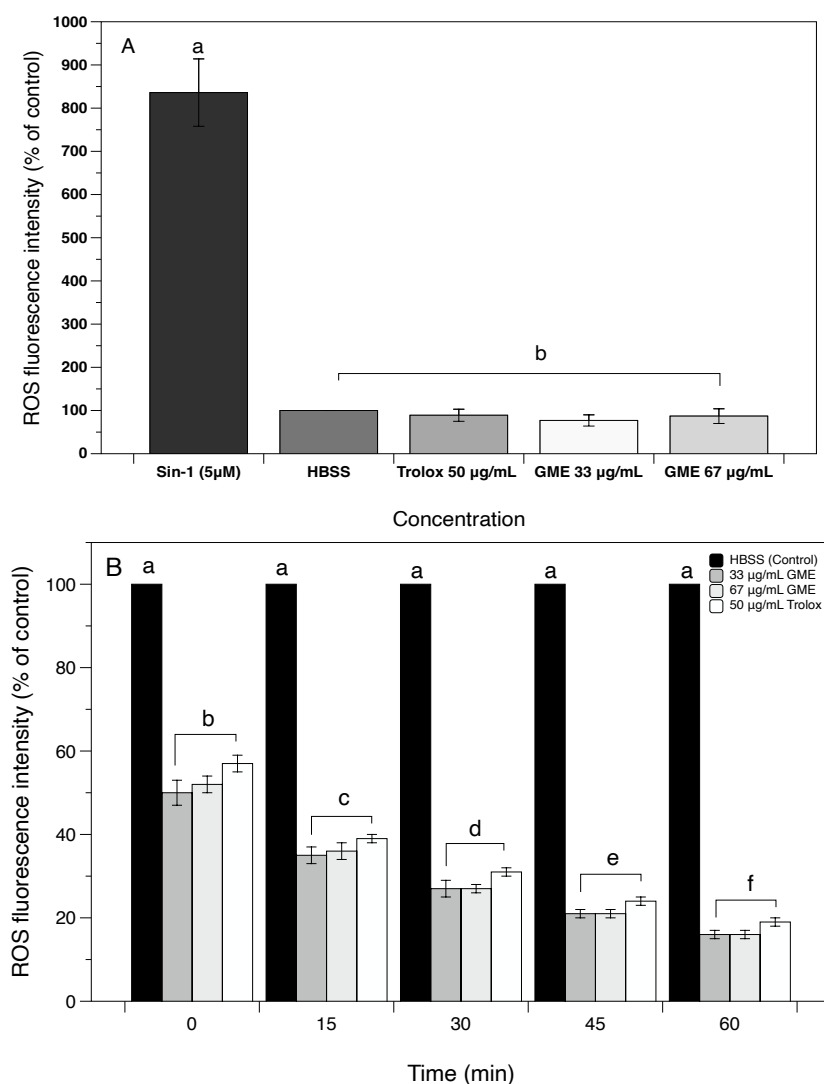 A
a
ROS fluorescence intensity (% of control)
1000
900
800
700
600
500
400
300
200
100
0
b
Sin-1 (5µM) HBSS Trolox 50 µg/mL GME 33 µg/mL GME 67 µg/mL
Concentration
B
a a a a a
HBSS (Control)
33 µg/mL GME
67 µg/mL GME
50 µg/mL Trolox
ROS fluorescence intensity (% of control)
100
80
60
40
20
0
b
c
d
e
f
0 15 30 45 60
Time (min)